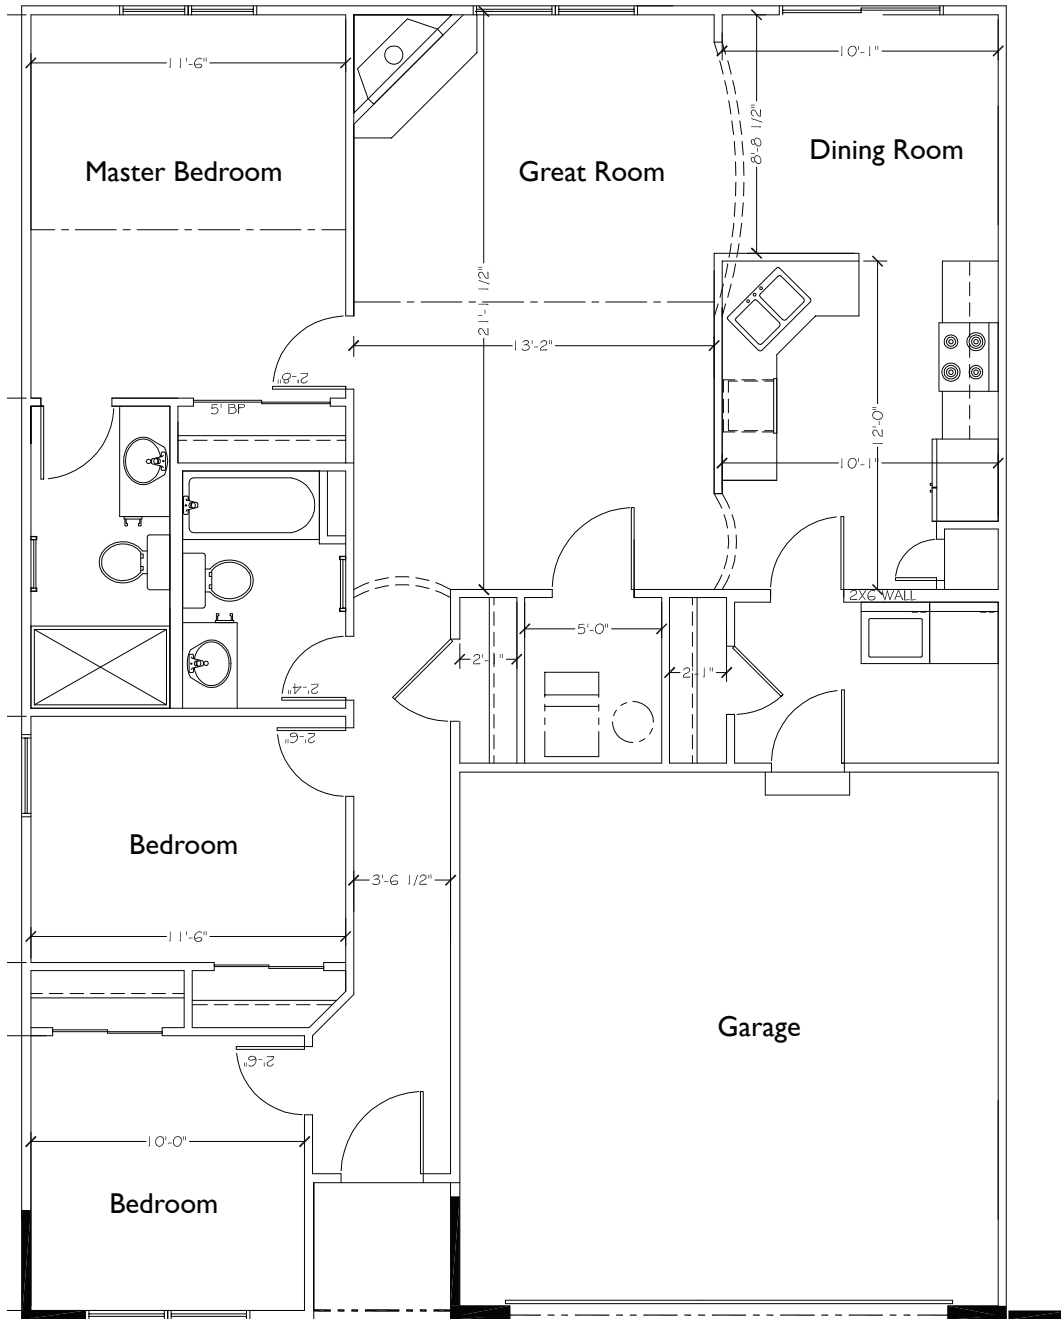 11'-6"
10'-1"
8'-8 1/2"
Master Bedroom
Great Room
Dining Room
21'-1 1/2"
13'-2"
2'-8"
5' BP
12'-0"
10'-1"
2X6 WALL
5'-0"
2'-1"
2'-1"
2'-4"
2'-6"
Bedroom
3'-6 1/2"
11'-6"
Garage
2'-6"
10'-0"
Bedroom